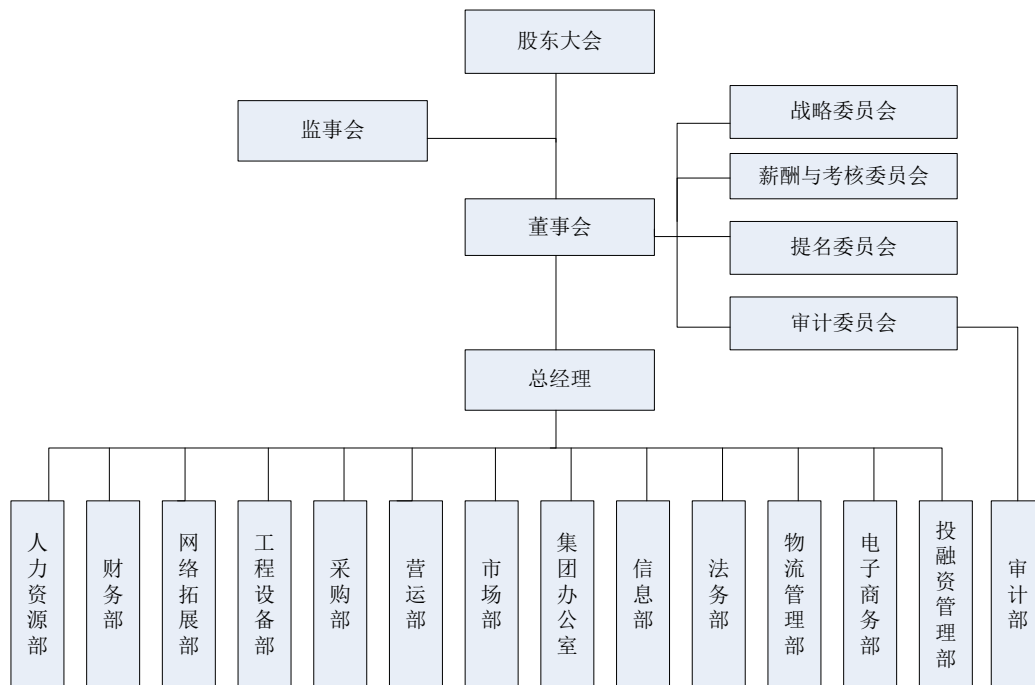 股东大会
监事会
战略委员会
薪酬与考核委员会
董事会
提名委员会
审计委员会
总经理
人力资源部
财务部
网络拓展部
工程设备部
采购部
营运部
市场部
集团办公室
信息部
法务部
物流管理部
电子商务部
投融资管理部
审计部